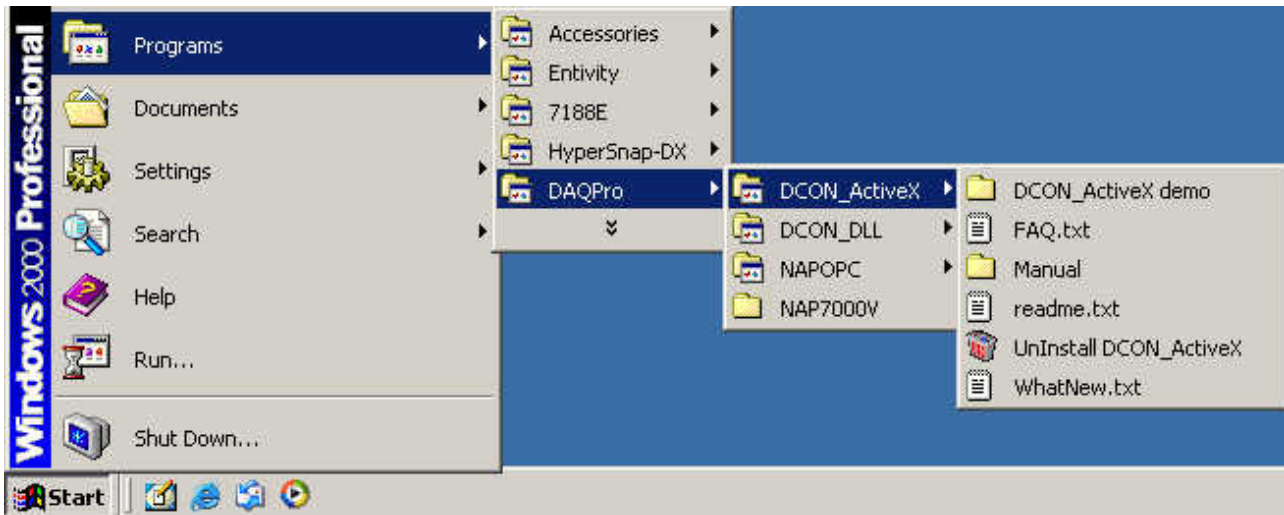 Windows 2000 Professional
Programs
Documents
Settings
Search
Help
Run...
Shut Down...
Accessories
Entivity
7188E
HyperSnap-DX
DAQPro
DCON_ActiveX
DCON_DLL
NAPOPC
NAP7000V
DCON_ActiveX demo
FAQ.txt
Manual
readme.txt
UnInstall DCON_ActiveX
WhatNew.txt
Start